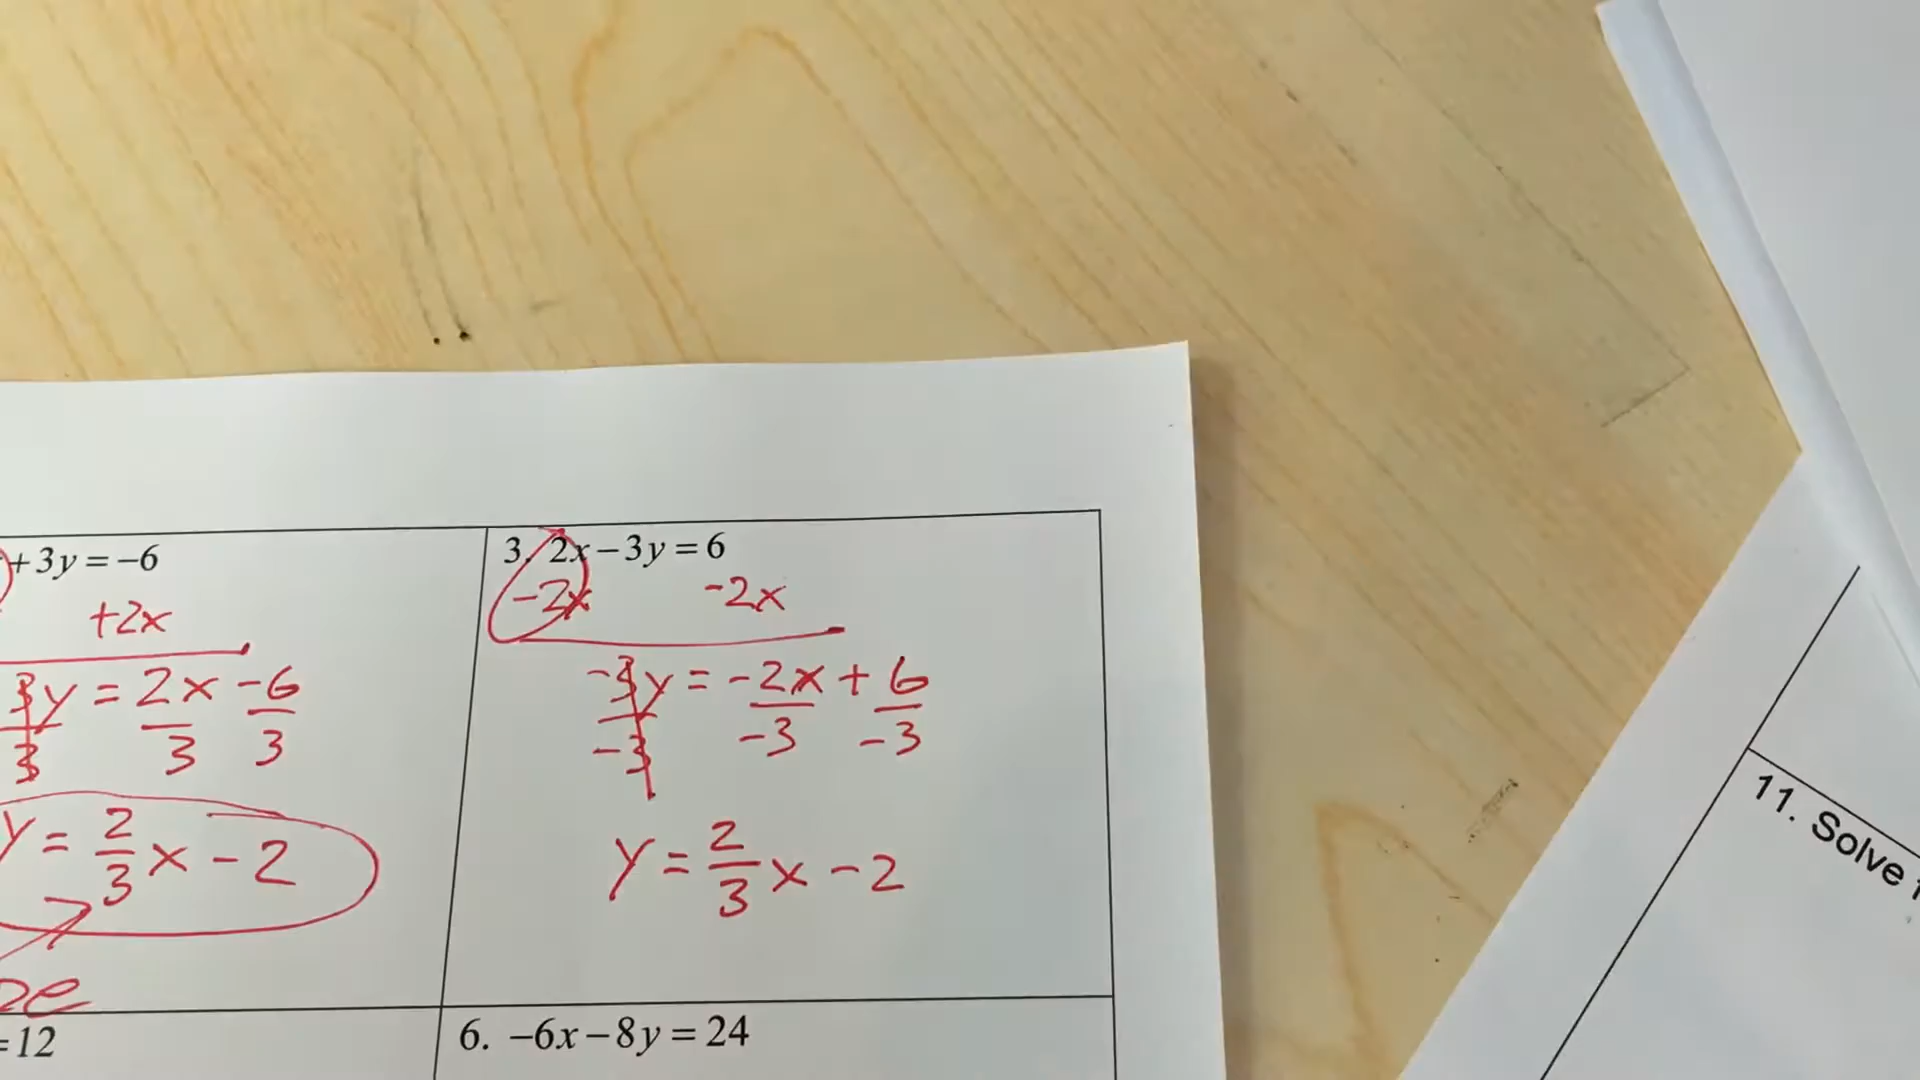 +3y = −6
+2x
3y = 2x − 6
3 3 3
y = 2/3 x − 2
=12
3. 2x − 3y = 6
−2x −2x
−3y = −2x + 6
−3 −3 −3
y = 2/3 x − 2
6. −6x − 8y = 24
11. Solve